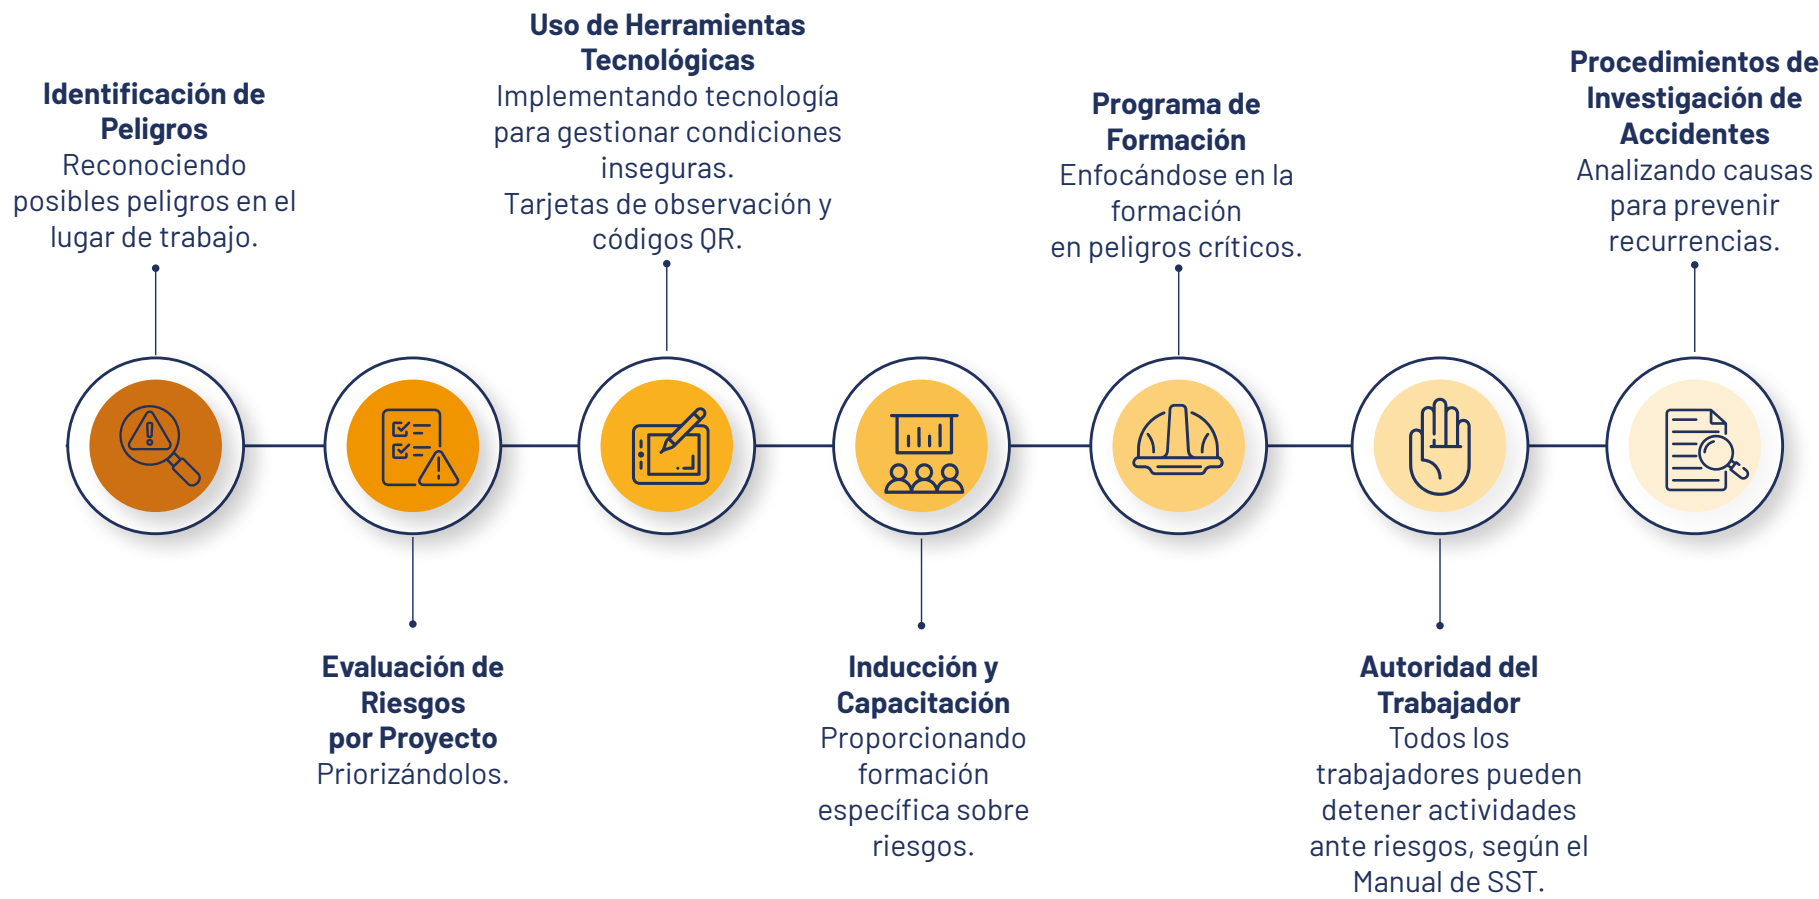 Identificación de
Peligros
Reconociendo
posibles peligros en el
lugar de trabajo.
Evaluación de
Riesgos
por Proyecto
Priorizándolos.
Uso de Herramientas
Tecnológicas
Implementando tecnología
para gestionar condiciones
inseguras.
Tarjetas de observación y
códigos QR.
Inducción y
Capacitación
Proporcionando
formación
específica sobre
riesgos.
Programa de
Formación
Enfocándose en la
formación
en peligros críticos.
Autoridad del
Trabajador
Todos los
trabajadores pueden
detener actividades
ante riesgos, según el
Manual de SST.
Procedimientos de
Investigación de
Accidentes
Analizando causas
para prevenir
recurrencias.